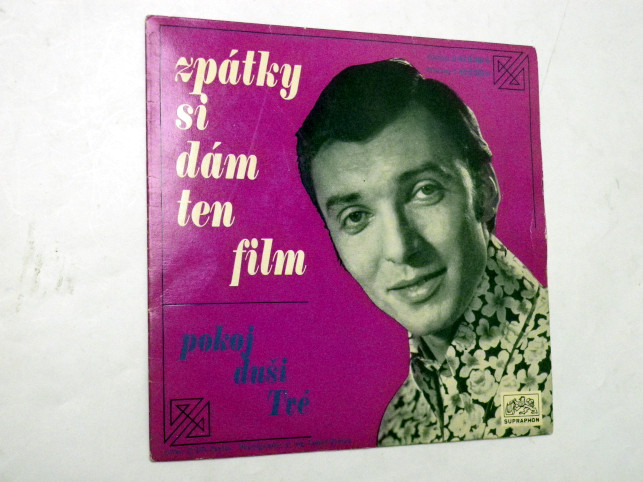 zpátky
si
dám
ten
film
pokoj
duši
Tvé
SUPRAPHON